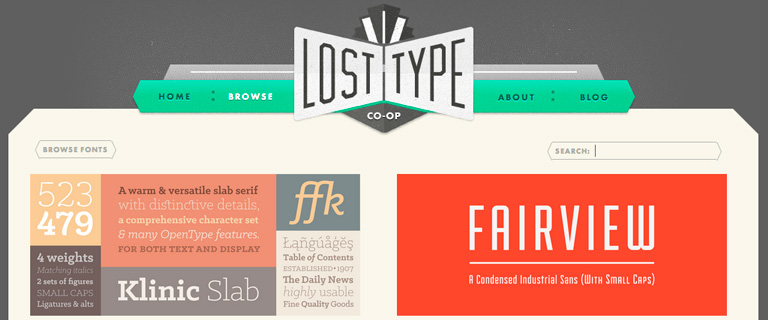 LOST TYPE
CO-OP
HOME
BROWSE
ABOUT
BLOG
BROWSE FONTS
SEARCH:
523
479
4 weights
Matching italics
2 sets of figures
SMALL CAPS
Ligatures & alts
A warm & versatile slab serif
with distinctive details,
a comprehensive character set
& many OpenType features.
FOR BOTH TEXT AND DISPLAY
Klinic Slab
ffk
Łąñģúáğëş
Table of Contents
ESTABLISHED•1907
The Daily News
highly usable
Fine Quality Goods
FAIRVIEW
A Condensed Industrial Sans (With Small Caps)